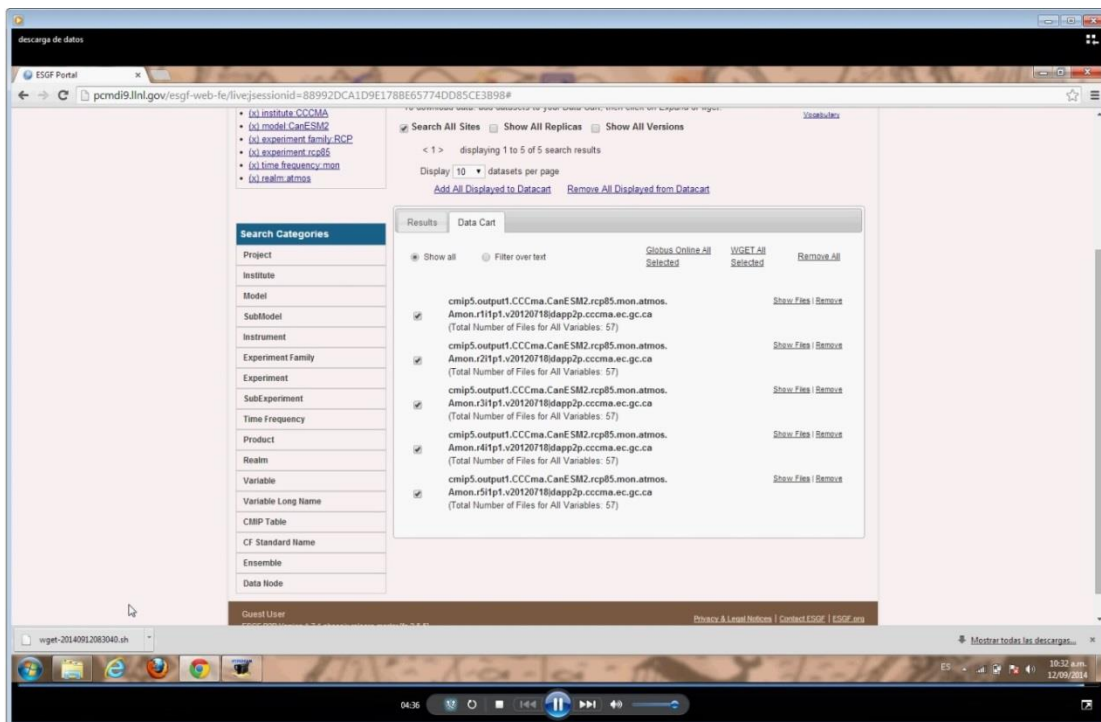 descarga de datos
ESGF Portal
pcmdi9.llnl.gov/esgf-web-fe/live;jsessionid=88992DCA1D9E178BE65774DD85CE3B98#
(x) institute:CCCMA
(x) model:CanESM2
(x) experiment family:RCP
(x) experiment:rcp85
(x) time frequency:mon
(x) realm:atmos
Vocabulary
Search All Sites Show All Replicas Show All Versions
< 1 > displaying 1 to 5 of 5 search results
Display 10 datasets per page
Add All Displayed to Datacart Remove All Displayed from Datacart
Search Categories
Project
Institute
Model
SubModel
Instrument
Experiment Family
Experiment
SubExperiment
Time Frequency
Product
Realm
Variable
Variable Long Name
CMIP Table
CF Standard Name
Ensemble
Data Node
Results Data Cart
Show all Filter over text
Globus Online All Selected
WGET All Selected
Remove All
cmip5.output1.CCCma.CanESM2.rcp85.mon.atmos.
Amon.r1i1p1.v20120718|dapp2p.cccma.ec.gc.ca
(Total Number of Files for All Variables: 57)
Show Files | Remove
cmip5.output1.CCCma.CanESM2.rcp85.mon.atmos.
Amon.r2i1p1.v20120718|dapp2p.cccma.ec.gc.ca
(Total Number of Files for All Variables: 57)
Show Files | Remove
cmip5.output1.CCCma.CanESM2.rcp85.mon.atmos.
Amon.r3i1p1.v20120718|dapp2p.cccma.ec.gc.ca
(Total Number of Files for All Variables: 57)
Show Files | Remove
cmip5.output1.CCCma.CanESM2.rcp85.mon.atmos.
Amon.r4i1p1.v20120718|dapp2p.cccma.ec.gc.ca
(Total Number of Files for All Variables: 57)
Show Files | Remove
cmip5.output1.CCCma.CanESM2.rcp85.mon.atmos.
Amon.r5i1p1.v20120718|dapp2p.cccma.ec.gc.ca
(Total Number of Files for All Variables: 57)
Show Files | Remove
Guest User
Privacy & Legal Notices | Contact ESGF | ESGF.org
wget-20140912083040.sh
Mostrar todas las descargas...
ES
10:32 a.m.
12/09/2014
04:36